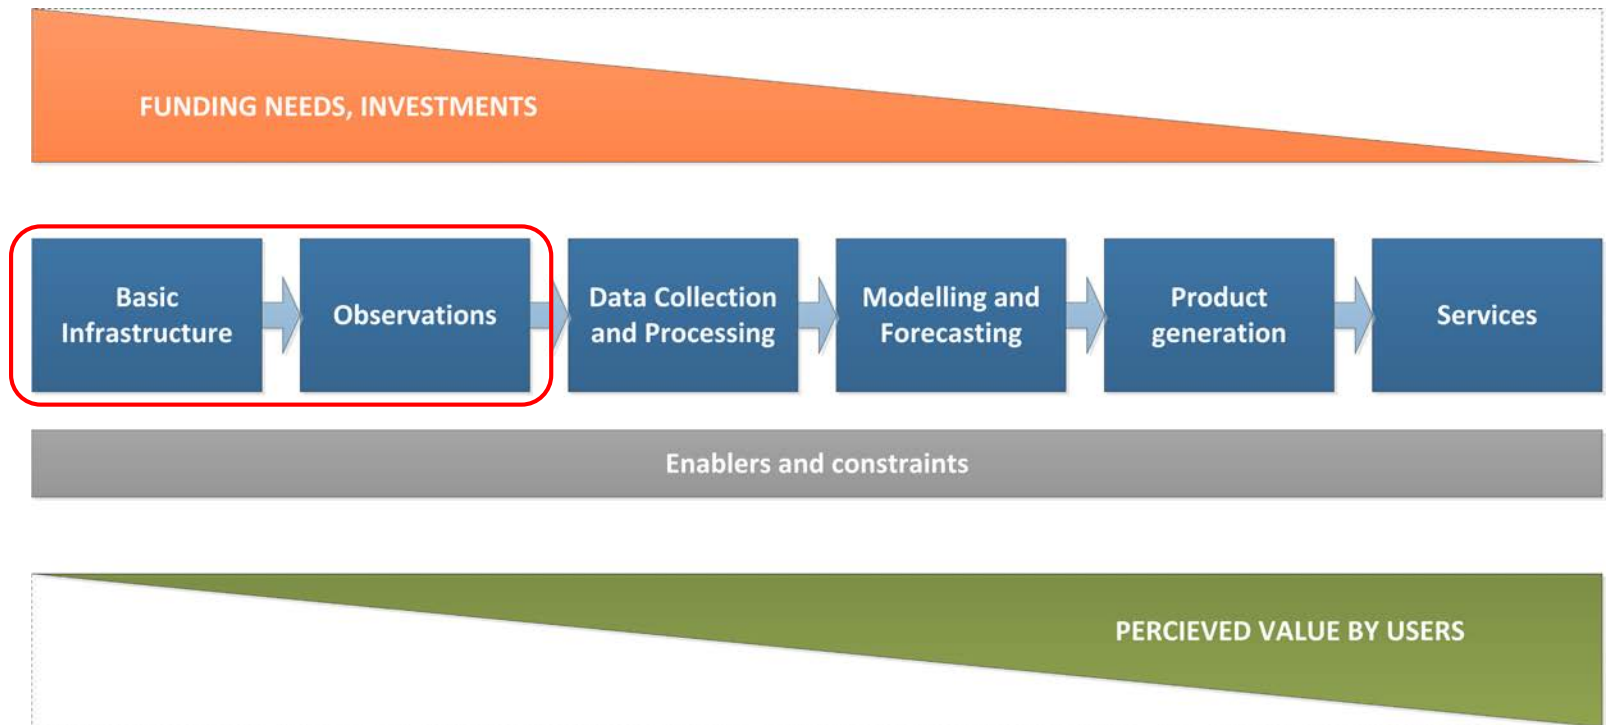 FUNDING NEEDS, INVESTMENTS
Basic
Infrastructure
Observations
Data Collection
and Processing
Modelling and
Forecasting
Product
generation
Services
Enablers and constraints
PERCIEVED VALUE BY USERS